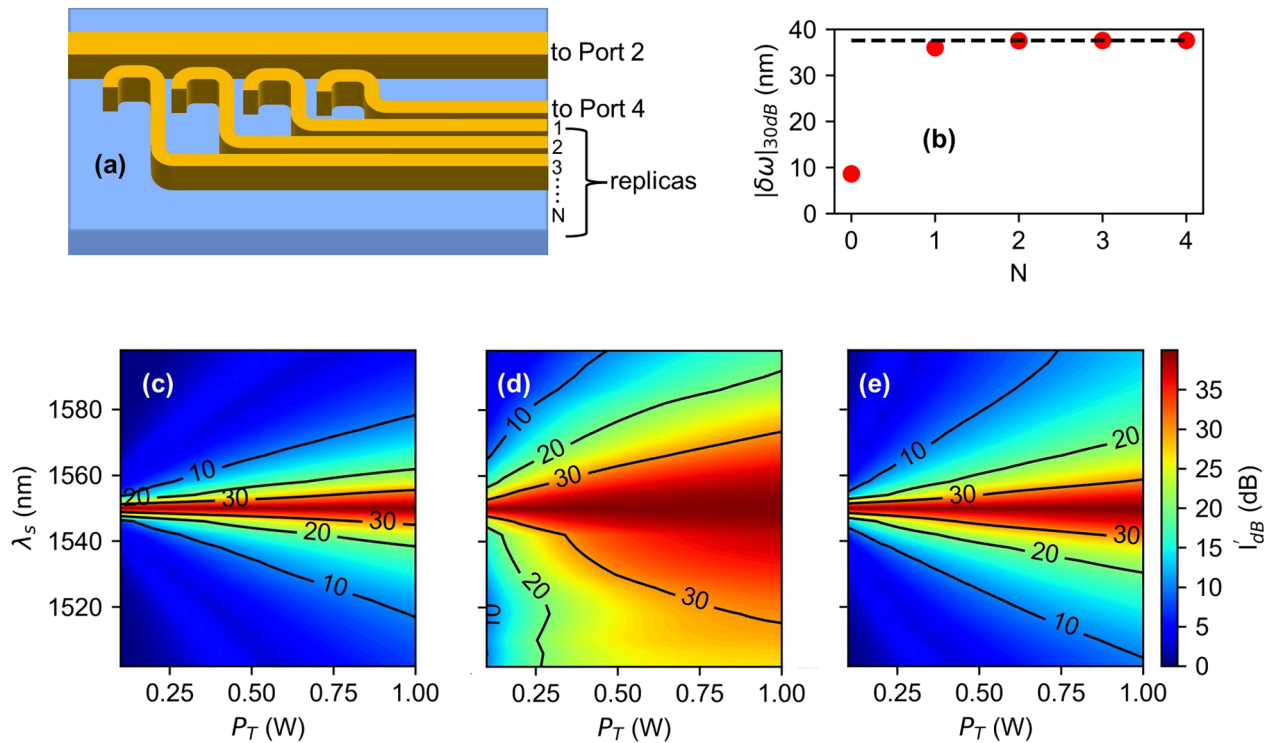 (a)
to Port 2
to Port 4
1
2
3
N
replicas
(b)
|δω|30dB (nm)
40
30
20
10
0
0 1 2 3 4
N
(c)
λs (nm)
1580
1560
1540
1520
10
20
30
30
20
10
0.25 0.50 0.75 1.00
PT (W)
(d)
10
20
30
20
30
10
0.25 0.50 0.75 1.00
PT (W)
(e)
10
20
30
30
20
10
0.25 0.50 0.75 1.00
PT (W)
35
30
25
20
15
10
5
0
I'dB (dB)